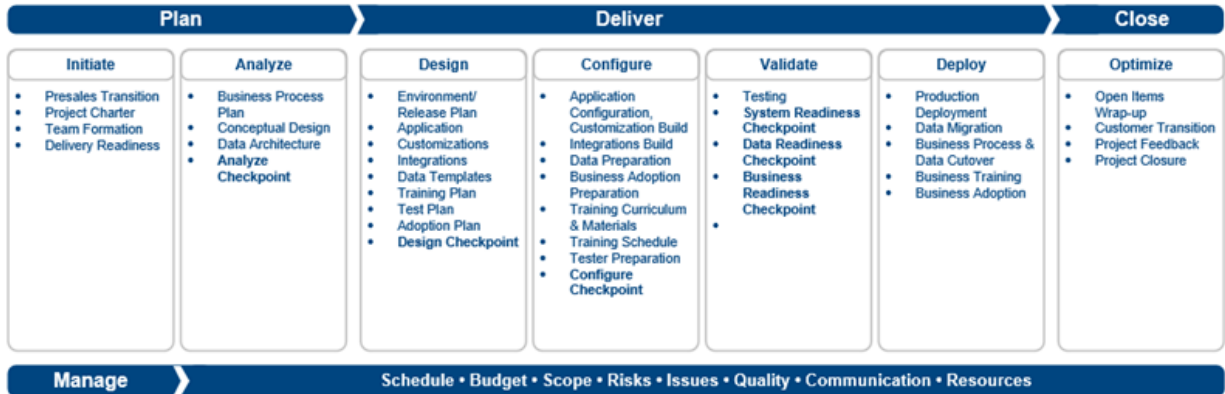 Plan
Deliver
Close
Initiate
• Presales Transition
• Project Charter
• Team Formation
• Delivery Readiness
Analyze
• Business Process
Plan
• Conceptual Design
• Data Architecture
• Analyze
Checkpoint
Design
• Environment/
Release Plan
• Application
• Customizations
• Integrations
• Data Templates
• Training Plan
• Test Plan
• Adoption Plan
• Design Checkpoint
Configure
• Application
Configuration,
Customization Build
• Integrations Build
• Data Preparation
• Business Adoption
Preparation
• Training Curriculum
& Materials
• Training Schedule
• Tester Preparation
• Configure
Checkpoint
Validate
• Testing
• System Readiness
Checkpoint
• Data Readiness
Checkpoint
• Business
Readiness
Checkpoint
•
Deploy
• Production
Deployment
• Data Migration
• Business Process &
Data Cutover
• Business Training
• Business Adoption
Optimize
• Open Items
Wrap-up
• Customer Transition
• Project Feedback
• Project Closure
Manage
Schedule • Budget • Scope • Risks • Issues • Quality • Communication • Resources